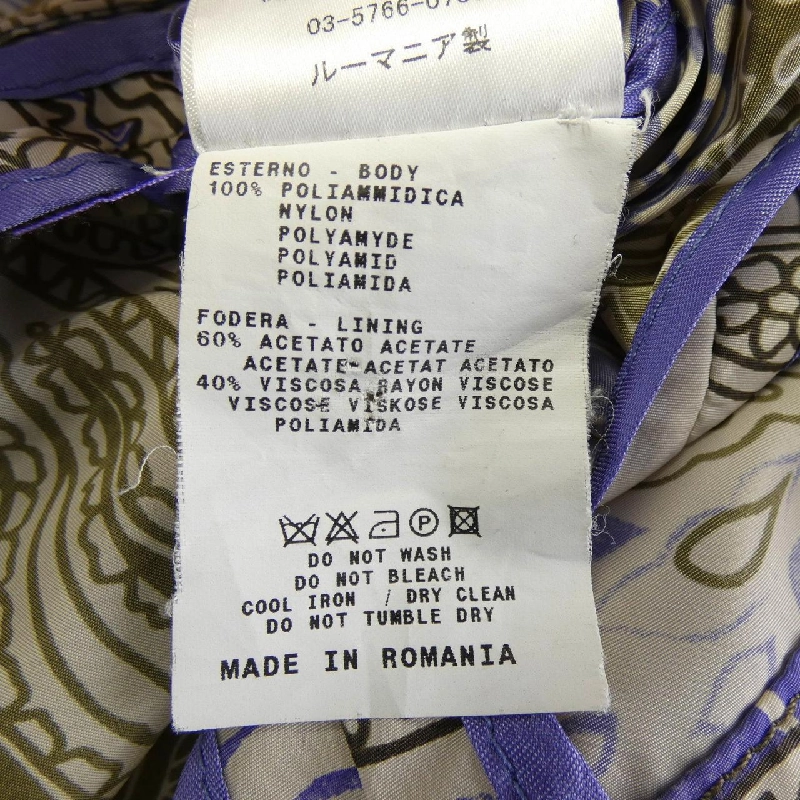 03-5766-
ルーマニア製
ESTERNO - BODY
100% POLIAMMIDICA
NYLON
POLYAMYDE
POLYAMID
POLIAMIDA
FODERA - LINING
60% ACETATO ACETATE
ACETATE-ACETAT ACETATO
40% VISCOSA RAYON VISCOSE
VISCOSE VISKOSE VISCOSA
POLIAMIDA
P
DO NOT WASH
DO NOT BLEACH
COOL IRON / DRY CLEAN
DO NOT TUMBLE DRY
MADE IN ROMANIA